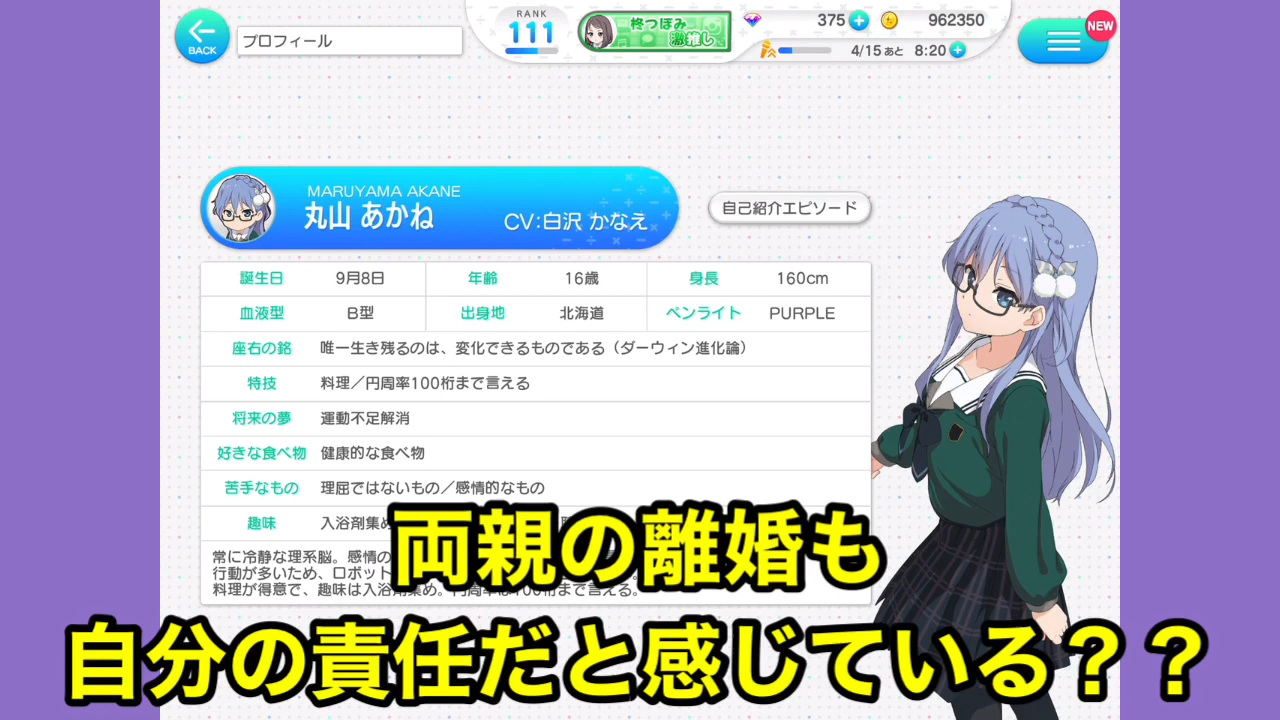 BACK
プロフィール
RANK
111
柊つぼみ
激推し
375
962350
4/15あと 8:20
NEW
MARUYAMA AKANE
丸山 あかね
CV:白沢 かなえ
自己紹介エピソード
誕生日 9月8日 年齢 16歳 身長 160cm
血液型 B型 出身地 北海道 ペンライト PURPLE
座右の銘 唯一生き残るのは、変化できるものである（ダーウィン進化論）
特技 料理／円周率100桁まで言える
将来の夢 運動不足解消
好きな食べ物 健康的な食べ物
苦手なもの 理屈ではないもの／感情的なもの
趣味 入浴剤集め
常に冷静な理系脳。感情の
行動が多いため、ロボット
料理が得意で、趣味は入浴剤集め。円周率は100桁まで言える。
両親の離婚も
自分の責任だと感じている？？